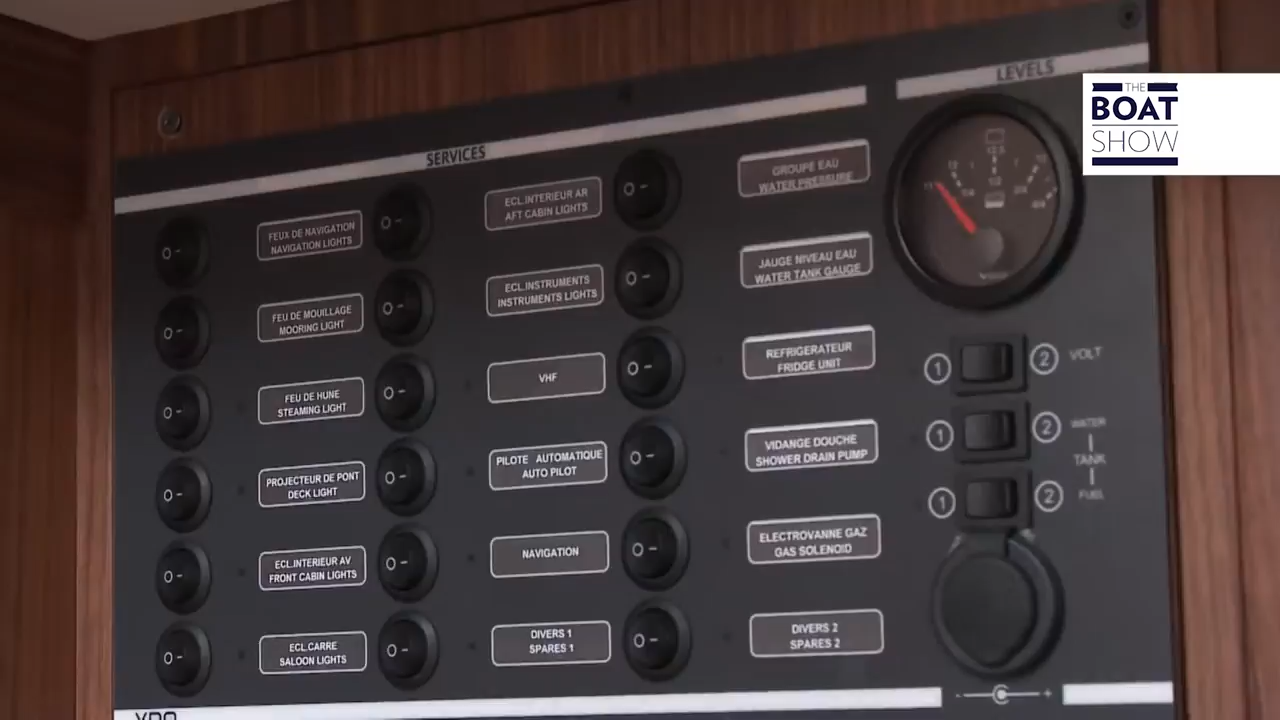 THE
BOAT
SHOW
LEVELS
SERVICES
FEUX DE NAVIGATION
NAVIGATION LIGHTS
FEU DE MOUILLAGE
MOORING LIGHT
FEU DE HUNE
STEAMING LIGHT
PROJECTEUR DE PONT
DECK LIGHT
ECL.INTERIEUR AV
FRONT CABIN LIGHTS
ECL.CARRE
SALOON LIGHTS
ECL.INTERIEUR AR
AFT CABIN LIGHTS
ECL.INSTRUMENTS
INSTRUMENTS LIGHTS
VHF
PILOTE AUTOMATIQUE
AUTO PILOT
NAVIGATION
DIVERS 1
SPARES 1
GROUPE EAU
WATER PRESSURE
JAUGE NIVEAU EAU
WATER TANK GAUGE
REFRIGERATEUR
FRIDGE UNIT
VIDANGE DOUCHE
SHOWER DRAIN PUMP
ELECTROVANNE GAZ
GAS SOLENOID
DIVERS 2
SPARES 2
1 2 VOLT
1 2 WATER
TANK
1 2 FUEL
- +